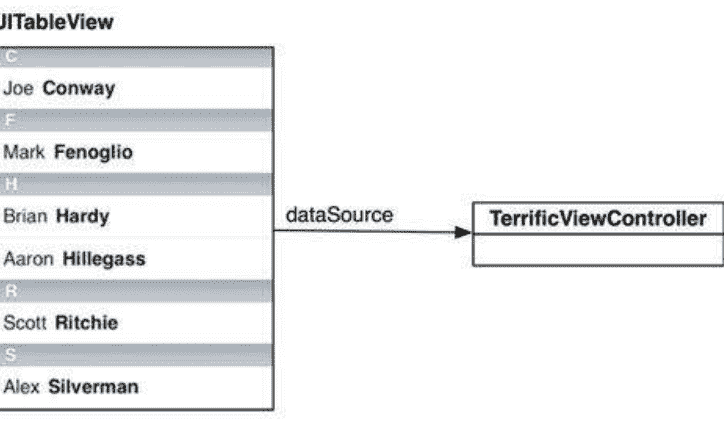 UITableView
C
Joe Conway
F
Mark Fenoglio
H
Brian Hardy
Aaron Hillegass
R
Scott Ritchie
S
Alex Silverman
dataSource
TerrificViewController